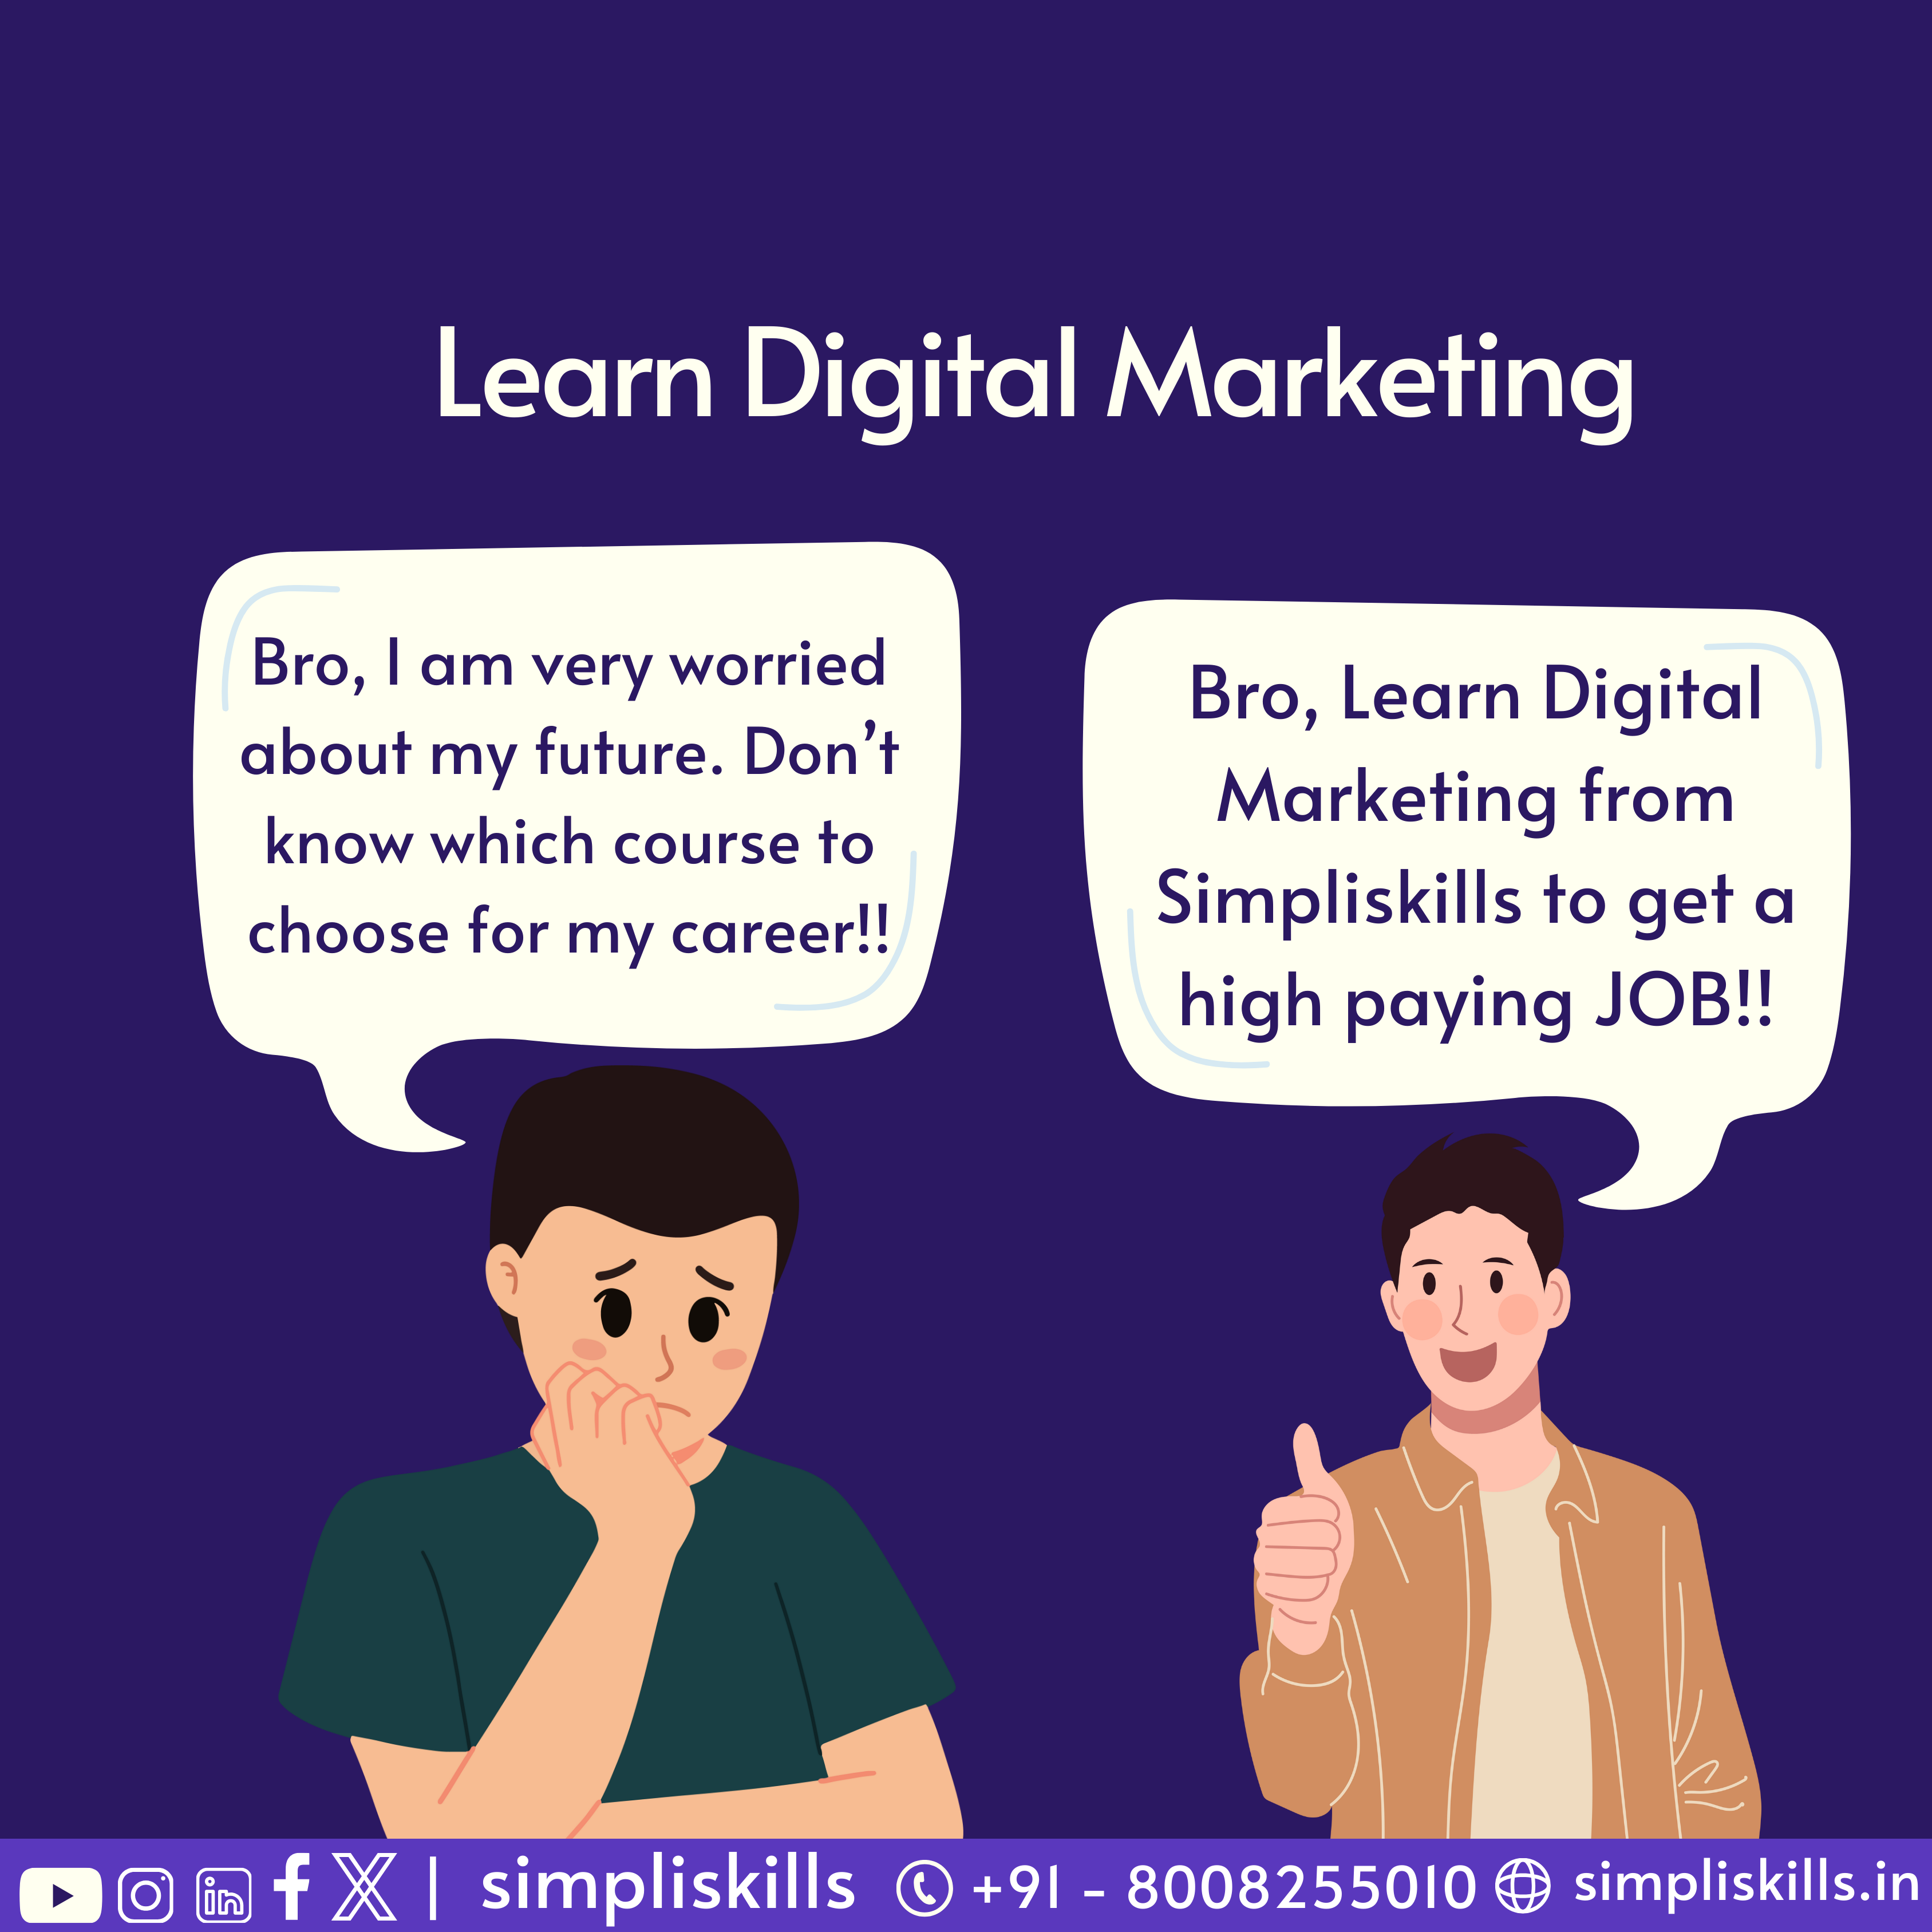 Learn Digital Marketing
Bro, I am very worried
about my future. Don't
know which course to
choose for my career!!
Bro, Learn Digital
Marketing from
Simpliskills to get a
high paying JOB!!
| simpliskills +91 - 8008255010 simpliskills.in